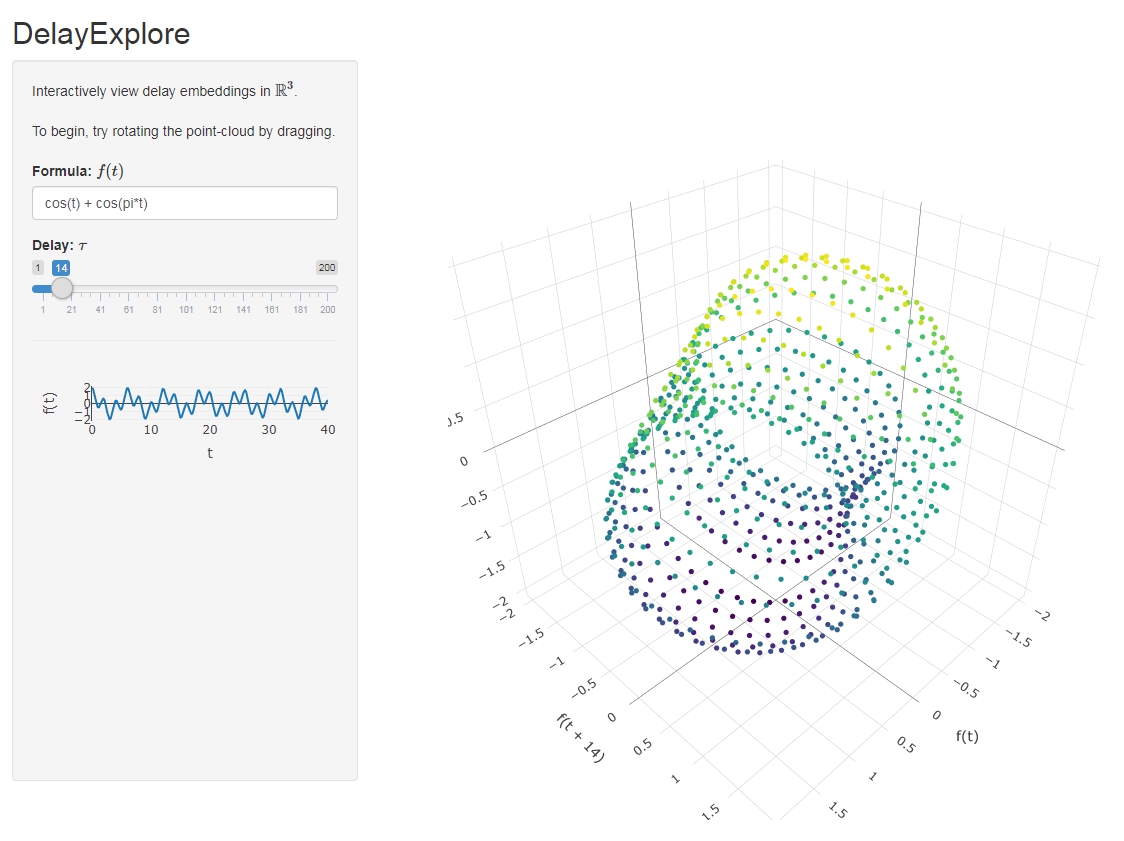 DelayExplore
Interactively view delay embeddings in ℝ³.
To begin, try rotating the point-cloud by dragging.
Formula: f(t)
cos(t) + cos(pi*t)
Delay: τ
1 14 200
1 21 41 61 81 101 121 141 161 181 200
f(t)
2
1
0
−1
−2
0 10 20 30 40
t
0
−0.5
−1
−1.5
−2
−2
−1.5
−1
−0.5
0
0.5
1
1.5
f(t + 14)
−2
−1.5
−1
−0.5
0
0.5
1
1.5
f(t)